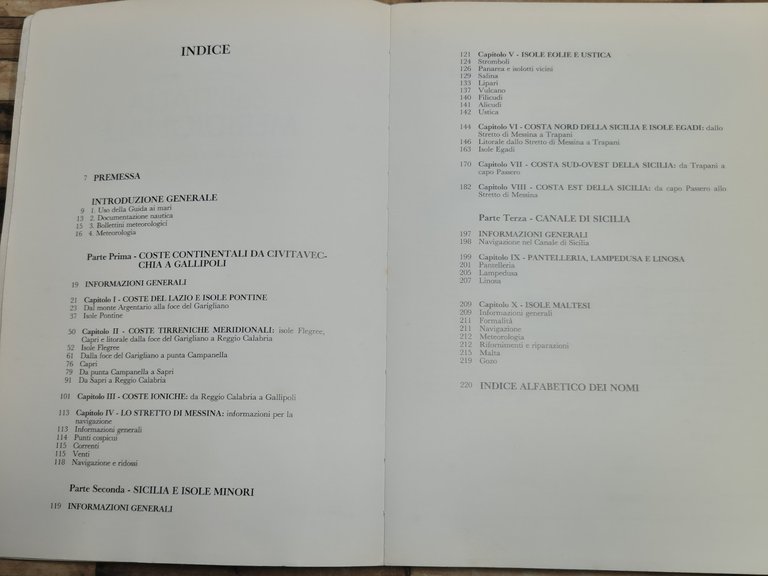 INDICE
7 PREMESSA
INTRODUZIONE GENERALE
9 1. Uso della Guida ai mari
13 2. Documentazione nautica
15 3. Bollettini meteorologici
16 4. Meteorologia
Parte Prima - COSTE CONTINENTALI DA CIVITAVEC-
CHIA A GALLIPOLI
19 INFORMAZIONI GENERALI
21 Capitolo I - COSTE DEL LAZIO E ISOLE PONTINE
23 Dal monte Argentario alla foce del Garigliano
37 Isole Pontine
50 Capitolo II - COSTE TIRRENICHE MERIDIONALI: isole Flegree,
Capri e litorale dalla foce del Garigliano a Reggio Calabria
52 Isole Flegree
61 Dalla foce del Garigliano a punta Campanella
76 Capri
79 Da punta Campanella a Sapri
91 Da Sapri a Reggio Calabria
101 Capitolo III - COSTE IONICHE: da Reggio Calabria a Gallipoli
113 Capitolo IV - LO STRETTO DI MESSINA: informazioni per la
navigazione
113 Informazioni generali
114 Punti cospicui
115 Correnti
115 Venti
118 Navigazione e ridossi
Parte Seconda - SICILIA E ISOLE MINORI
119 INFORMAZIONI GENERALI
121 Capitolo V - ISOLE EOLIE E USTICA
124 Stromboli
126 Panarea e isolotti vicini
129 Salina
133 Lipari
137 Vulcano
140 Filicudi
141 Alicudi
142 Ustica
144 Capitolo VI - COSTA NORD DELLA SICILIA E ISOLE EGADI: dallo
Stretto di Messina a Trapani
146 Litorale dallo Stretto di Messina a Trapani
163 Isole Egadi
170 Capitolo VII - COSTA SUD-OVEST DELLA SICILIA: da Trapani a
capo Passero
182 Capitolo VIII - COSTA EST DELLA SICILIA: da capo Passero allo
Stretto di Messina
Parte Terza - CANALE DI SICILIA
197 INFORMAZIONI GENERALI
198 Navigazione nel Canale di Sicilia
199 Capitolo IX - PANTELLERIA, LAMPEDUSA E LINOSA
201 Pantelleria
205 Lampedusa
207 Linosa
209 Capitolo X - ISOLE MALTESI
209 Informazioni generali
211 Formalità
211 Navigazione
212 Meteorologia
212 Rifornimenti e riparazioni
215 Malta
219 Gozo
220 INDICE ALFABETICO DEI NOMI